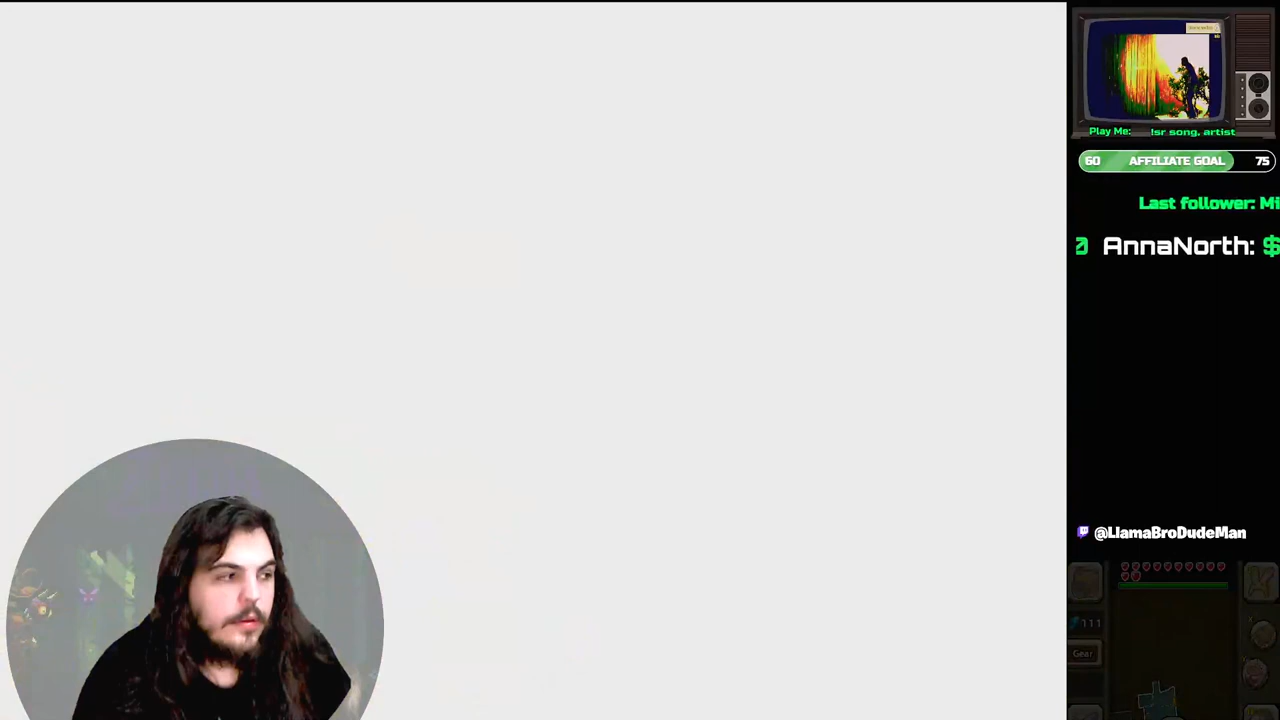 Play Me: !sr song, artist
60 AFFILIATE GOAL 75
Last follower: Mi
AnnaNorth: $
@LlamaBroDudeMan
111
Gear